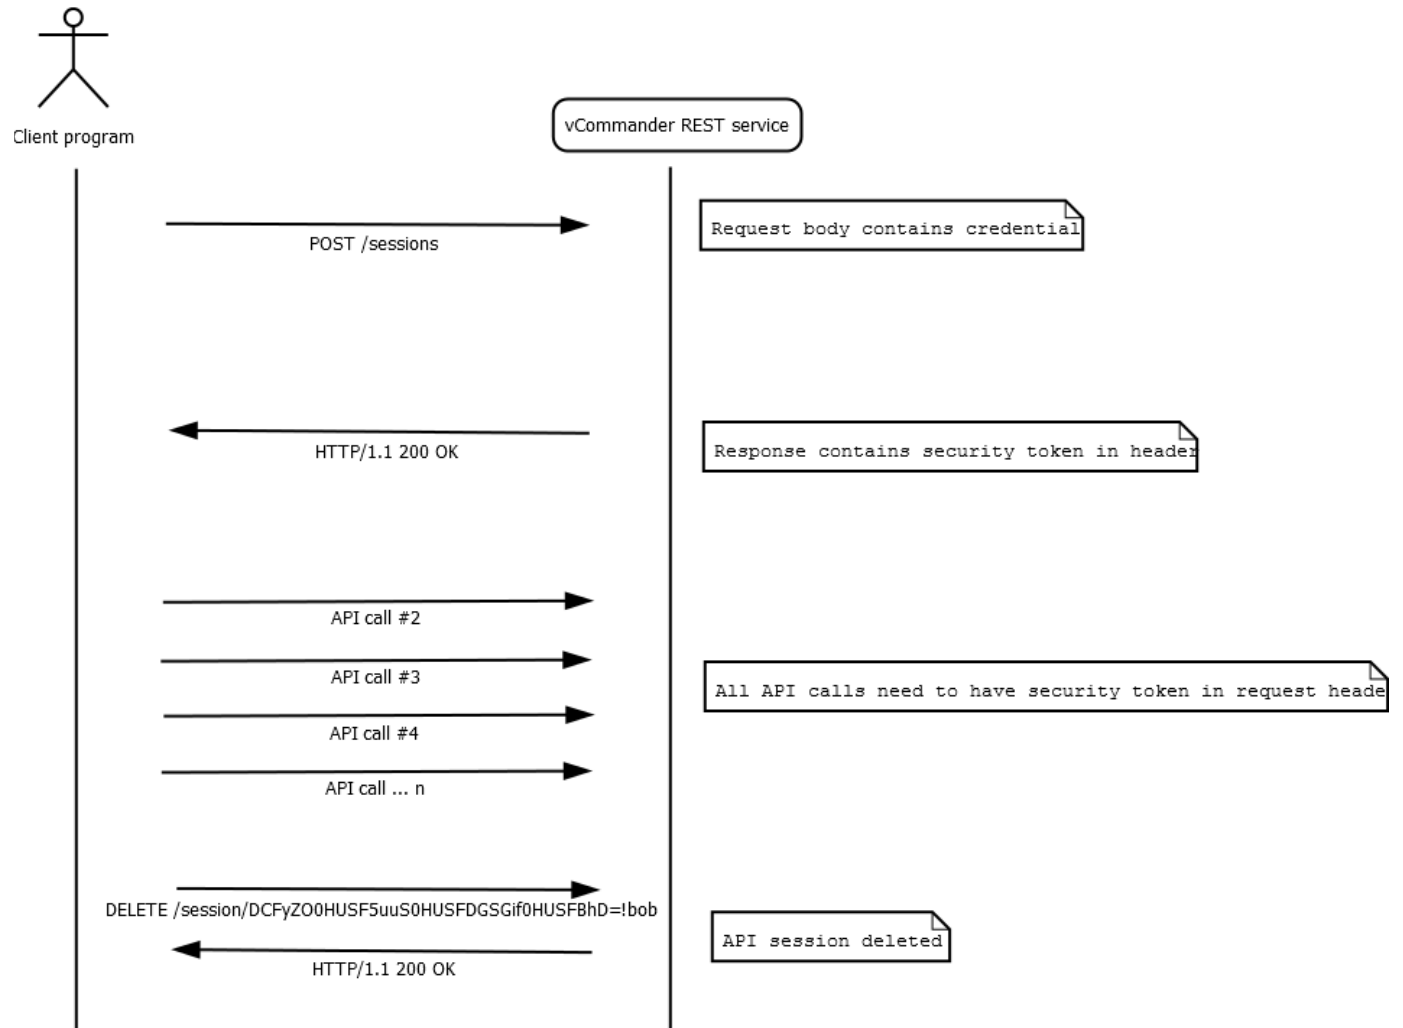 Client program
vCommander REST service
POST /sessions
Request body contains credential
HTTP/1.1 200 OK
Response contains security token in header
API call #2
API call #3
All API calls need to have security token in request heade
API call #4
API call ... n
DELETE /session/DCFyZO0HUSF5uuS0HUSFDGSGif0HUSFBhD=!bob
API session deleted
HTTP/1.1 200 OK